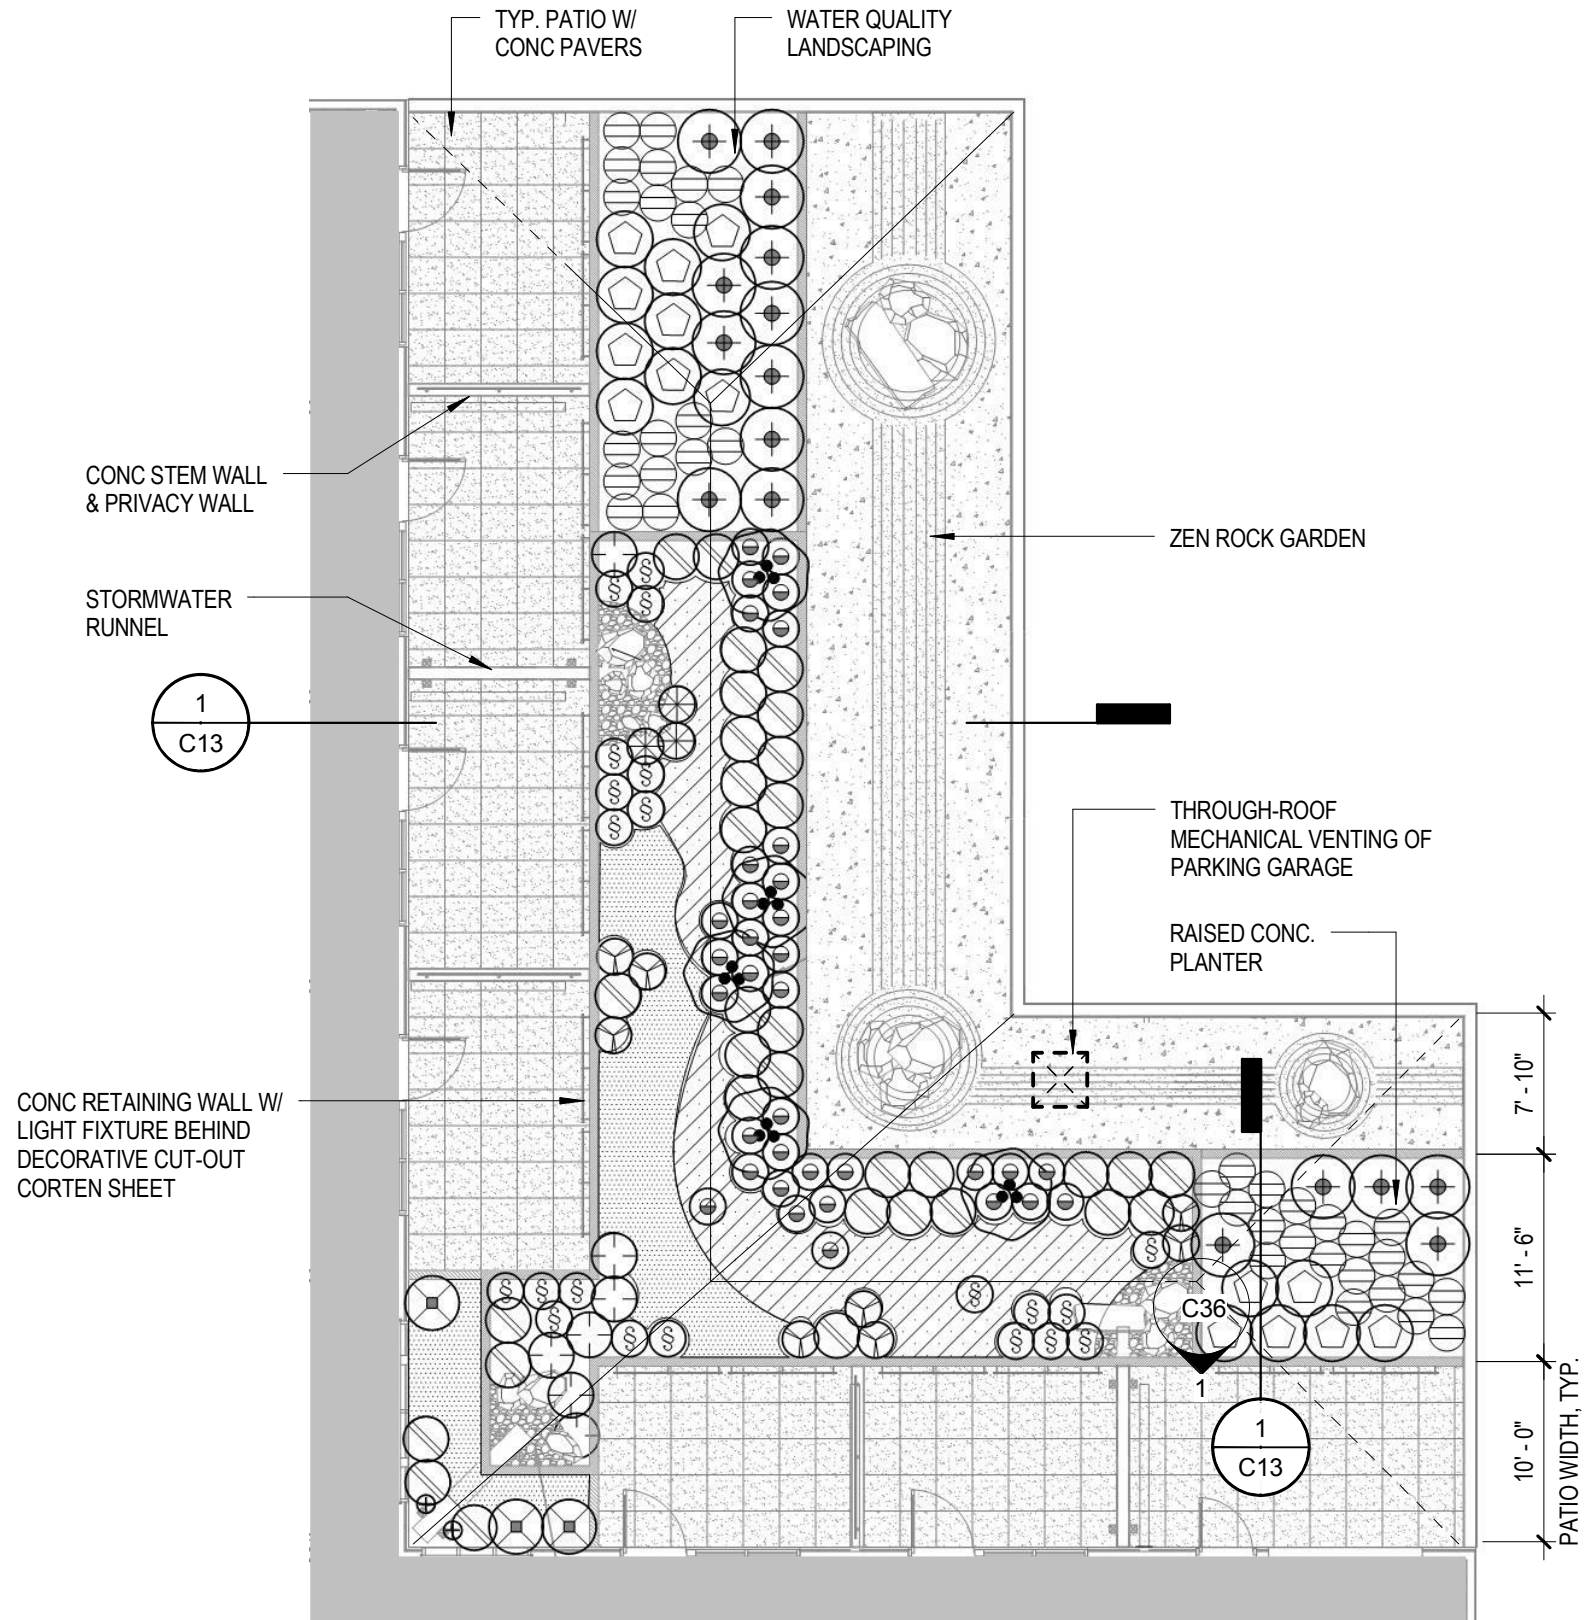 TYP. PATIO W/
CONC PAVERS
WATER QUALITY
LANDSCAPING
CONC STEM WALL
& PRIVACY WALL
ZEN ROCK GARDEN
STORMWATER
RUNNEL
1
C13
THROUGH-ROOF
MECHANICAL VENTING OF
PARKING GARAGE
RAISED CONC.
PLANTER
CONC RETAINING WALL W/
LIGHT FIXTURE BEHIND
DECORATIVE CUT-OUT
CORTEN SHEET
7' - 10"
11' - 6"
10' - 0"
PATIO WIDTH, TYP.
C36
1
1
C13